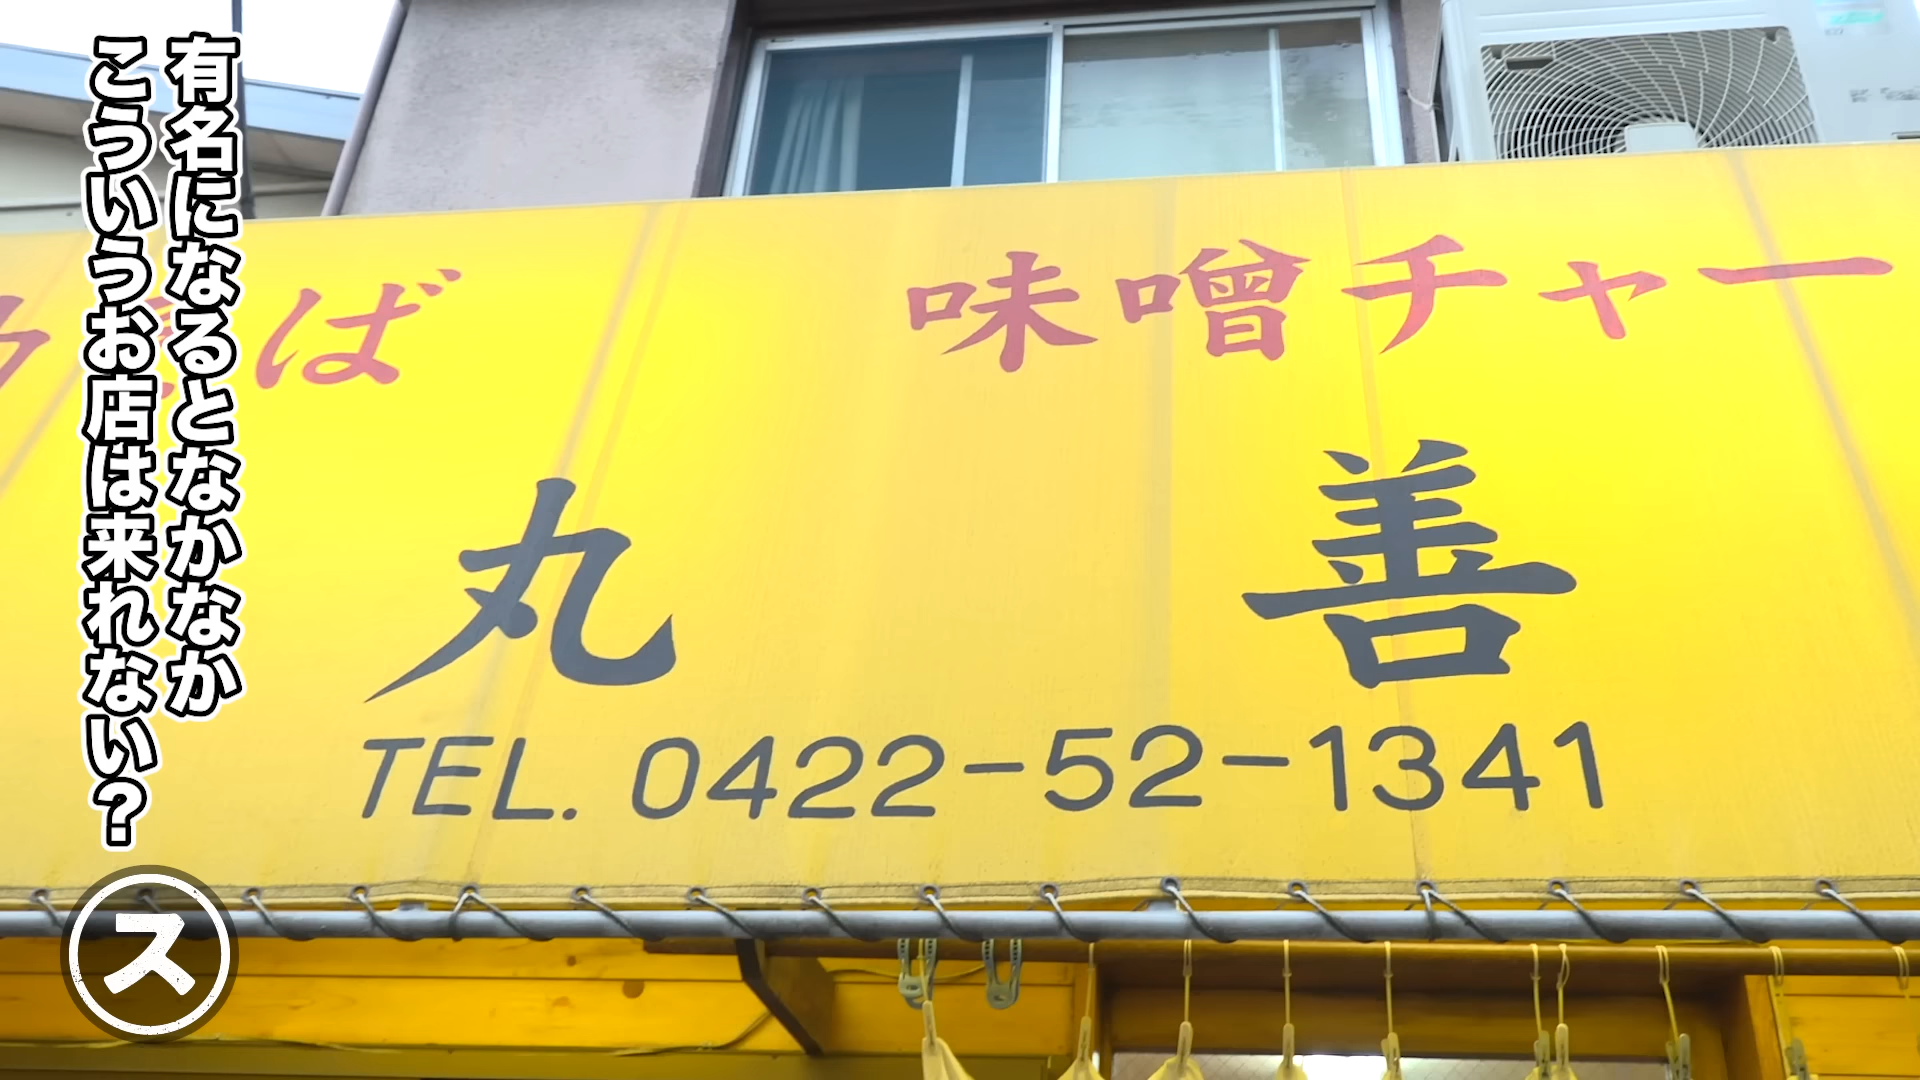 有名になるとなかなか
こういうお店は来れない?
ば
味噌チャー
丸善
TEL. 0422-52-1341
ス